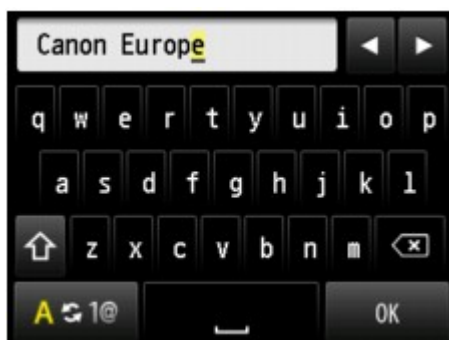 Canon Europe
q w e r t y u i o p
a s d f g h j k l
z x c v b n m
A 1@ OK